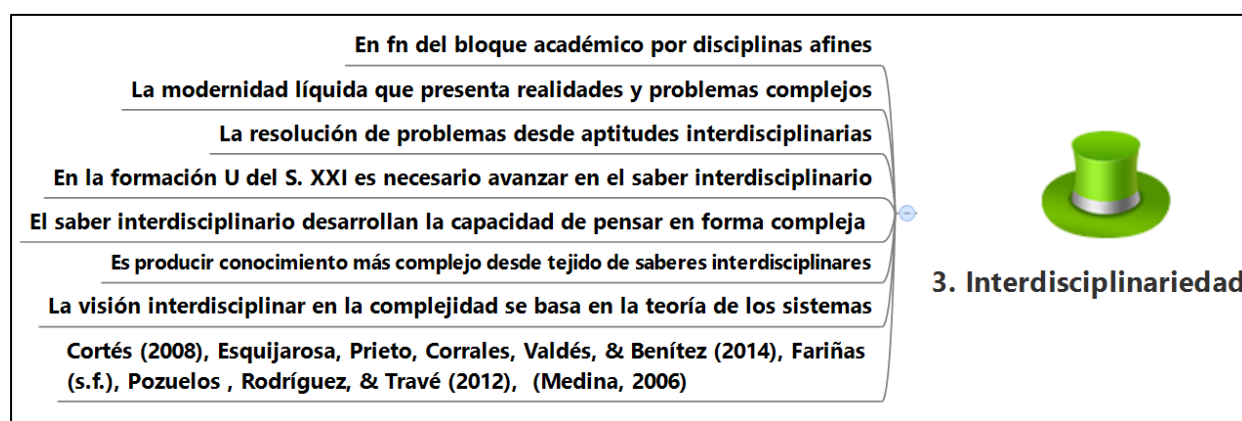 En fn del bloque académico por disciplinas afines
La modernidad líquida que presenta realidades y problemas complejos
La resolución de problemas desde aptitudes interdisciplinarias
En la formación U del S. XXI es necesario avanzar en el saber interdisciplinario
El saber interdisciplinario desarrollan la capacidad de pensar en forma compleja
Es producir conocimiento más complejo desde tejido de saberes interdisciplinares
La visión interdisciplinar en la complejidad se basa en la teoría de los sistemas
Cortés (2008), Esquijarosa, Prieto, Corrales, Valdés, & Benítez (2014), Fariñas
(s.f.), Pozuelos , Rodríguez, & Travé (2012), (Medina, 2006)
3. Interdisciplinariedad